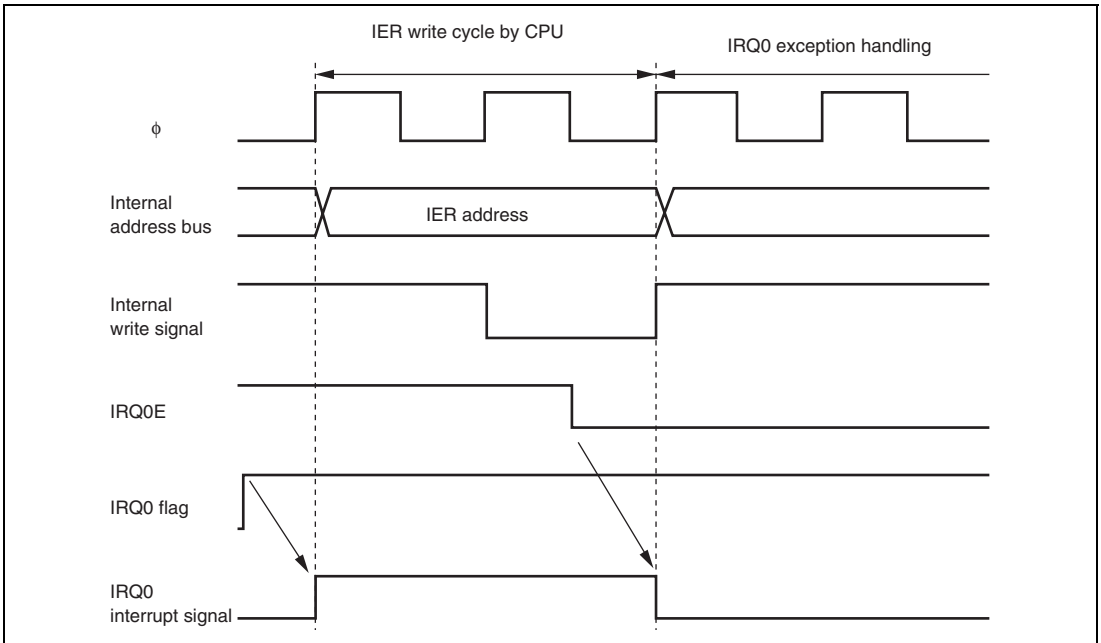 IER write cycle by CPU
IRQ0 exception handling
φ
Internal
address bus
IER address
Internal
write signal
IRQ0E
IRQ0 flag
IRQ0
interrupt signal